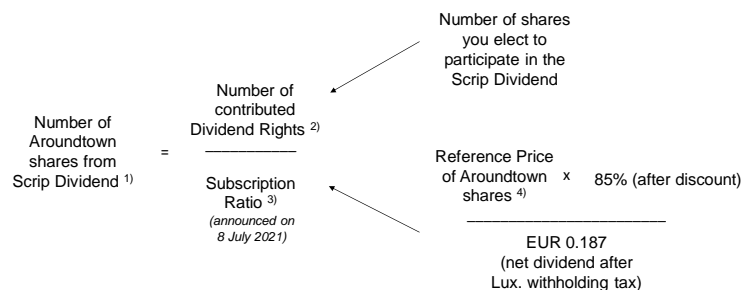 Number of shares
you elect to
participate in the
Scrip Dividend
Number of
contributed
Dividend Rights 2)
Number of
Aroundtown
shares from
Scrip Dividend 1)
=
Subscription
Ratio 3)
(announced on
8 July 2021)
Reference Price
of Aroundtown
shares 4)
x 85% (after discount)
EUR 0.187
(net dividend after
Lux. withholding tax)